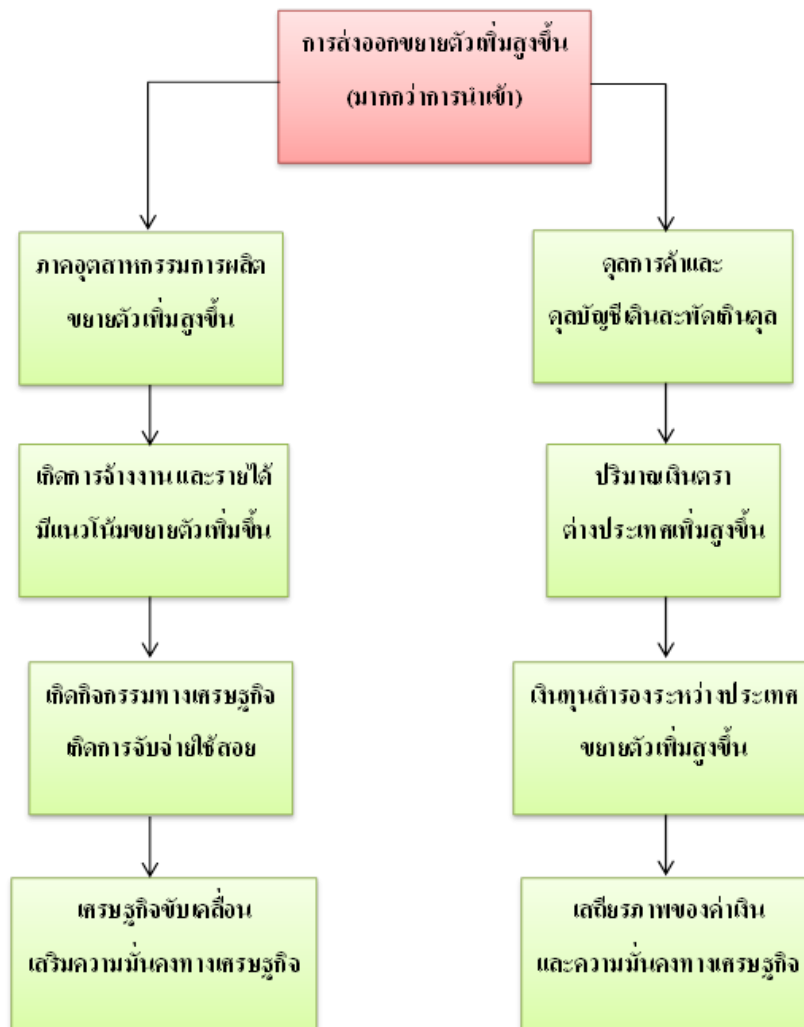 การส่งออกขยายตัวเพิ่มสูงขึ้น
(มากกว่าการนำเข้า)
ภาคอุตสาหกรรมการผลิต
ขยายตัวเพิ่มสูงขึ้น
เกิดการจ้างงาน และรายได้
มีแนวโน้มขยายตัวเพิ่มขึ้น
เกิดกิจกรรมทางเศรษฐกิจ
เกิดการจับจ่ายใช้สอย
เศรษฐกิจขับเคลื่อน
เสริมความมั่นคงทางเศรษฐกิจ
ดุลการค้าและ
ดุลบัญชีเดินสะพัดเกินดุล
ปริมาณเงินตรา
ต่างประเทศเพิ่มสูงขึ้น
เงินทุนสำรองระหว่างประเทศ
ขยายตัวเพิ่มสูงขึ้น
เสถียรภาพของค่าเงิน
และความมั่นคงทางเศรษฐกิจ